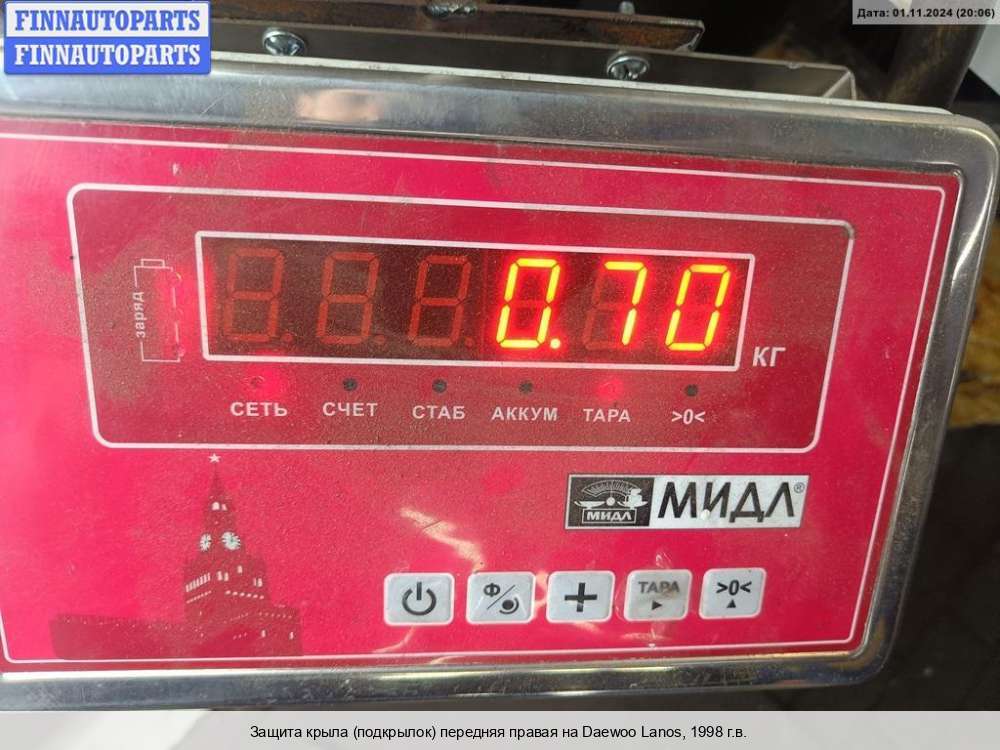 FINNAUTOPARTS
FINNAUTOPARTS
Дата: 01.11.2024 (20:06)
заряд
0.70
КГ
СЕТЬ СЧЕТ СТАБ АККУМ ТАРА >0<
МИДЛ МИДЛ®
Ф/ + ТАРА >0<
Защита крыла (подкрылок) передняя правая на Daewoo Lanos, 1998 г.в.